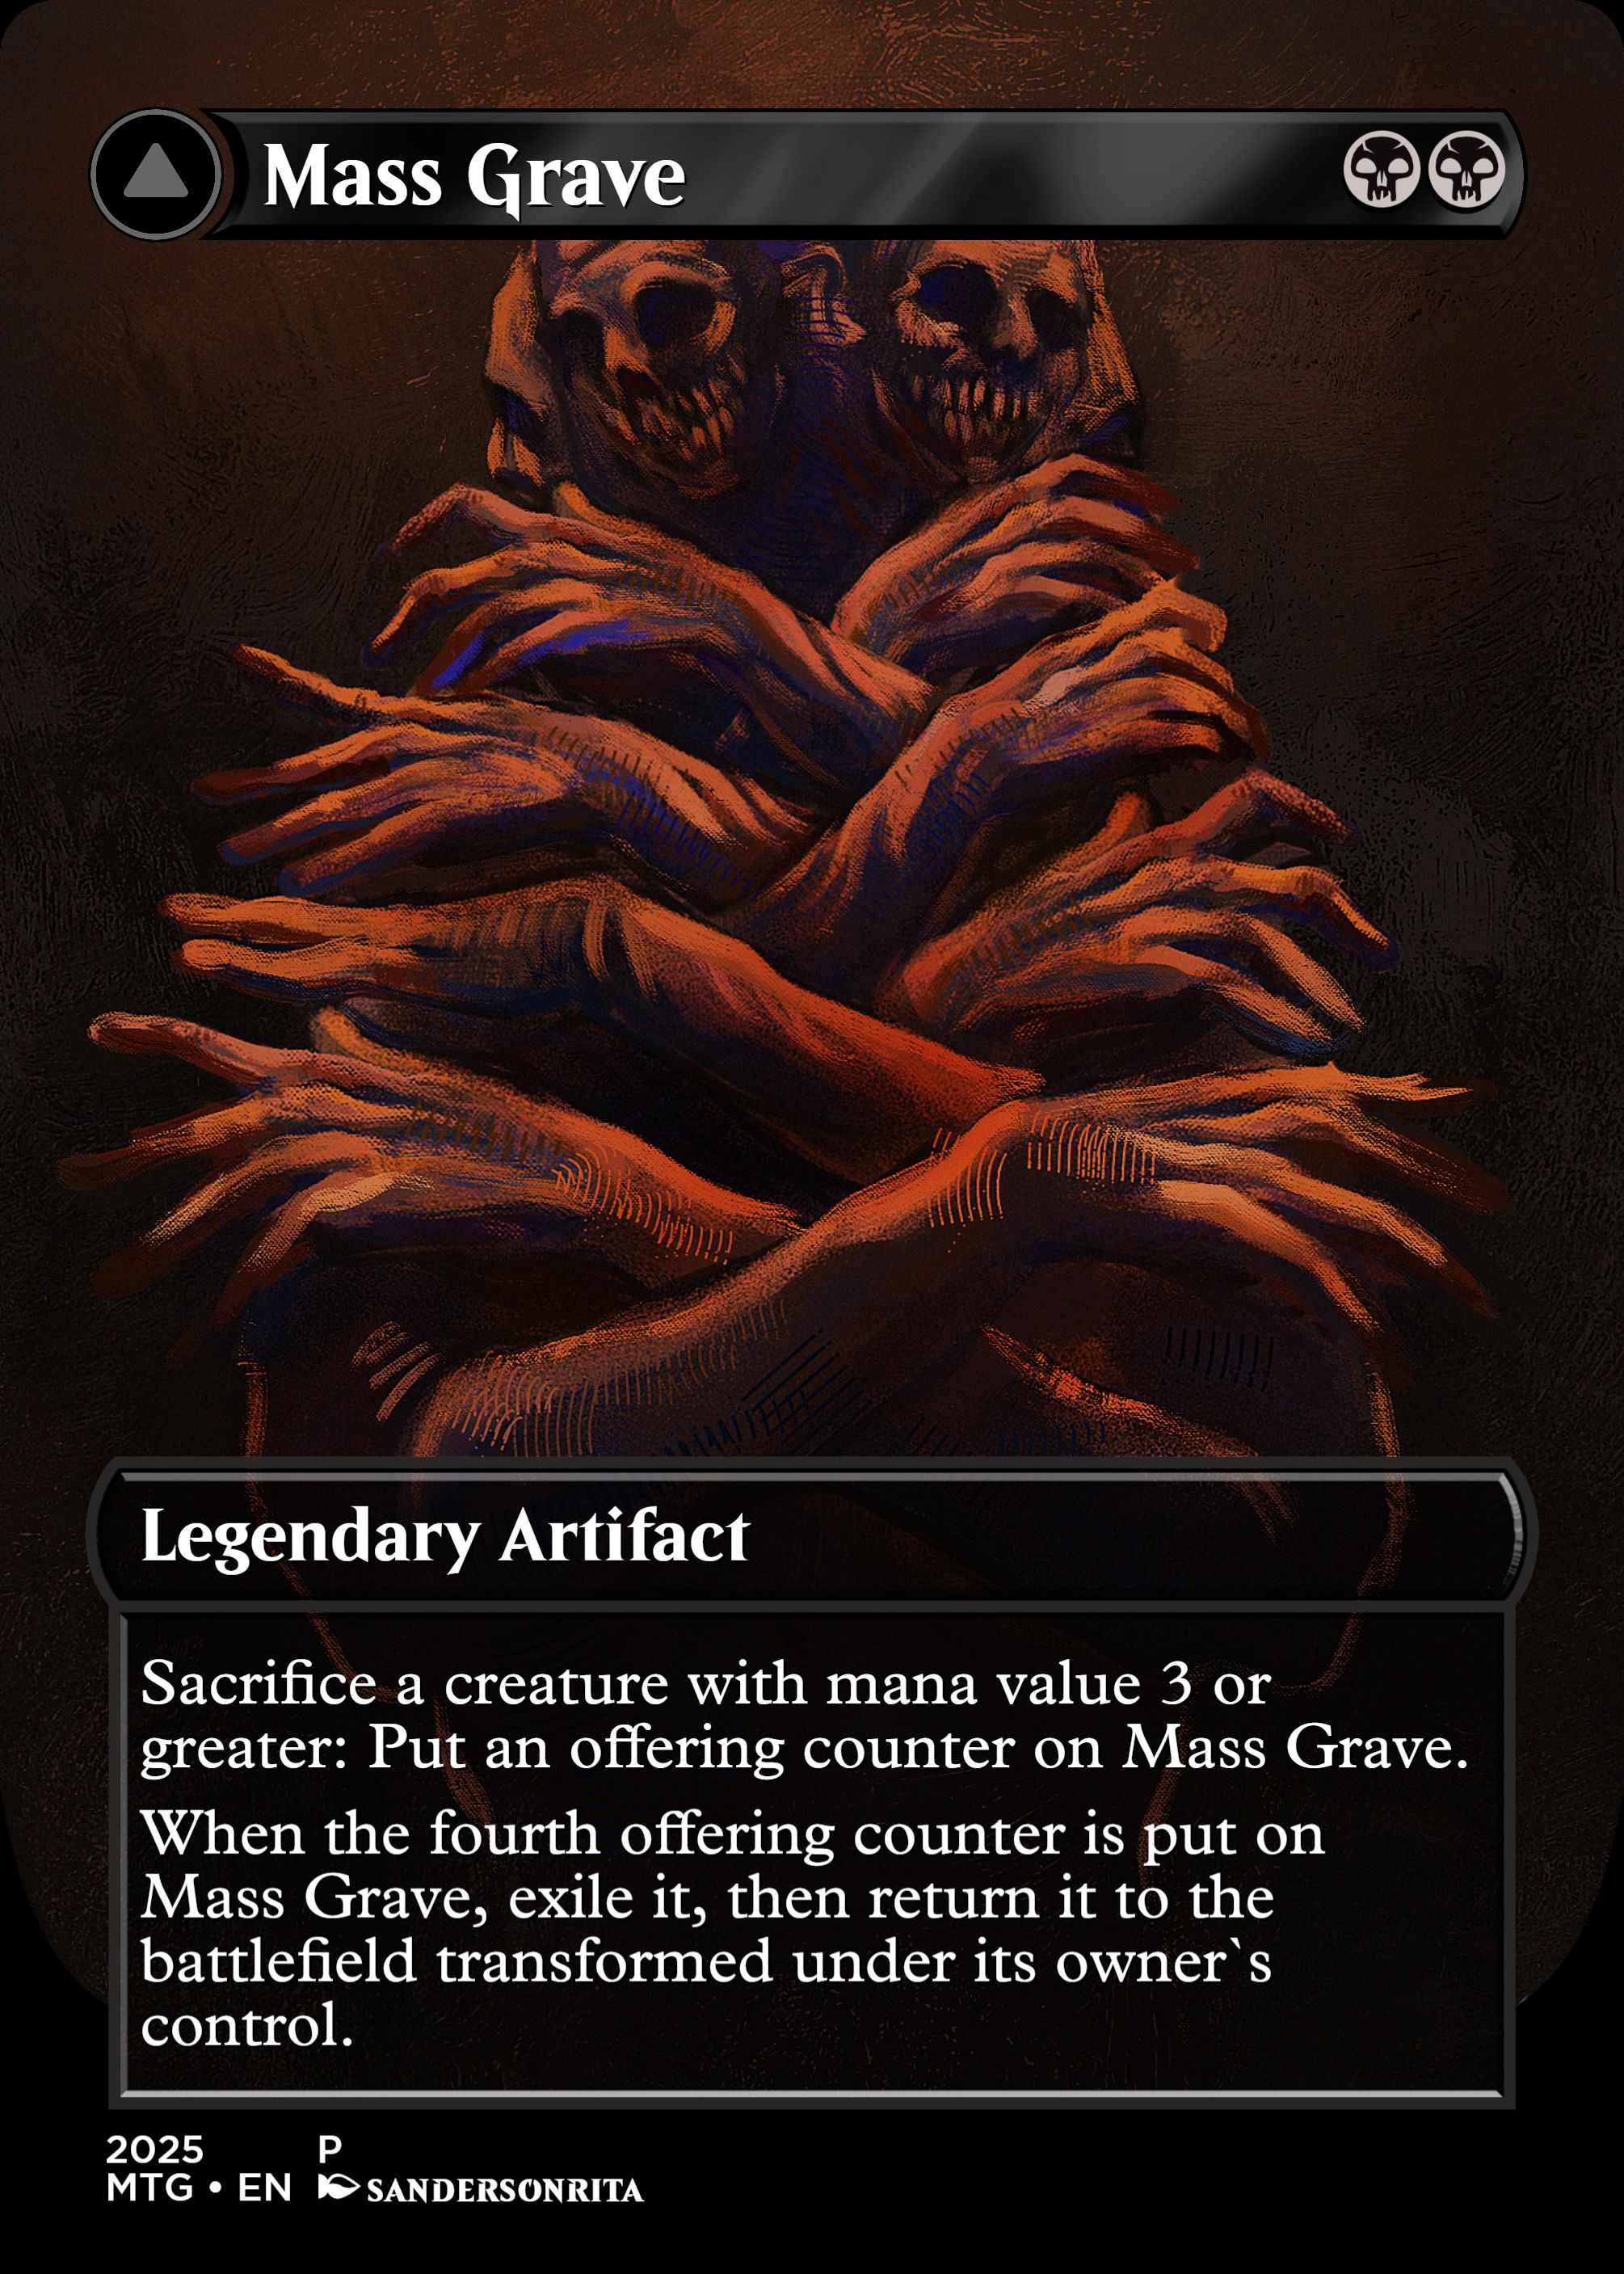 Mass Grave
Legendary Artifact
Sacrifice a creature with mana value 3 or
greater: Put an offering counter on Mass Grave.
When the fourth offering counter is put on
Mass Grave, exile it, then return it to the
battlefield transformed under its owner`s
control.
2025 P
MTG • EN SANDERSONRITA